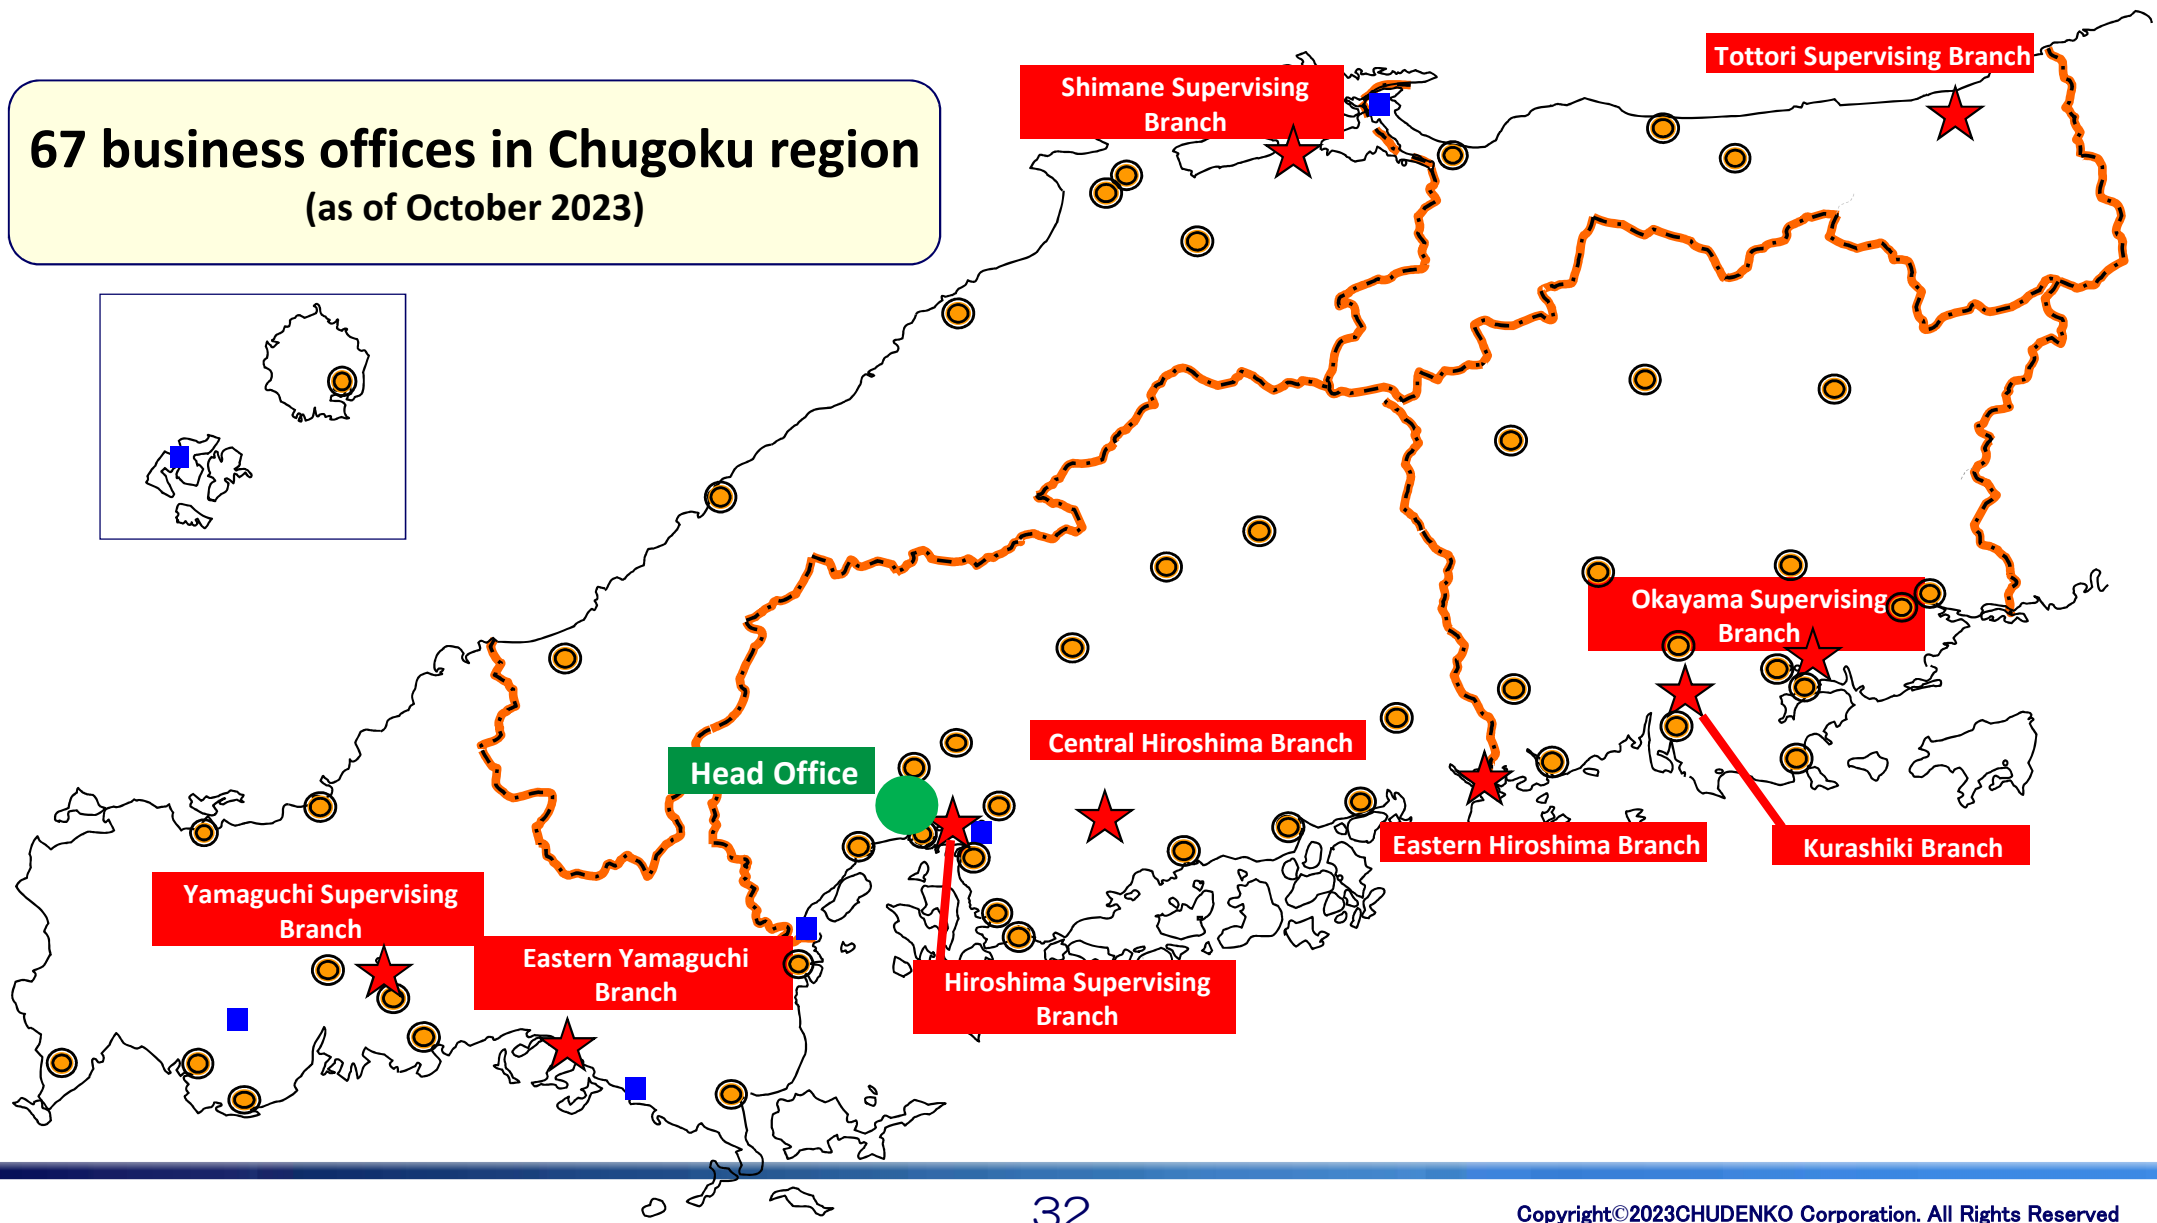 Tottori Supervising Branch
Shimane Supervising
Branch
67 business offices in Chugoku region
(as of October 2023)
Okayama Supervising
Branch
Central Hiroshima Branch
Head Office
Eastern Hiroshima Branch
Kurashiki Branch
Yamaguchi Supervising
Branch
Eastern Yamaguchi
Branch
Hiroshima Supervising
Branch
32
Copyright©2023CHUDENKO Corporation. All Rights Reserved